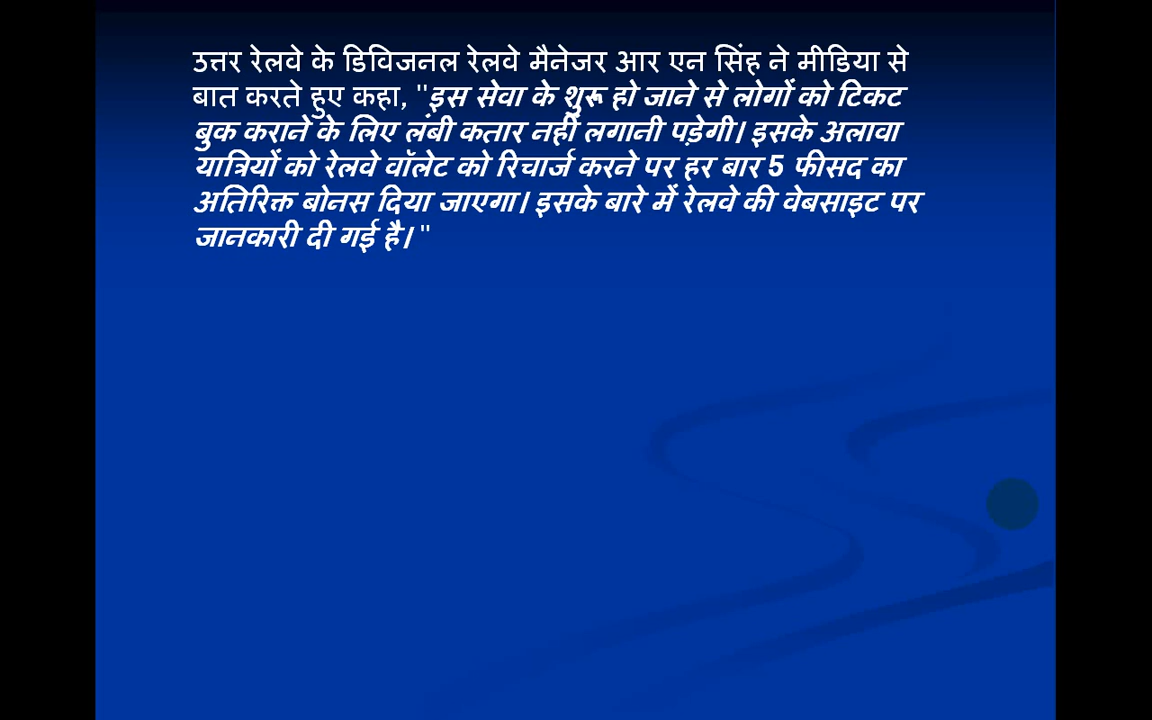 उत्तर रेलवे के डिविजनल रेलवे मैनेजर आर एन सिंह ने मीडिया से
बात करते हुए कहा, "इस सेवा के शुरू हो जाने से लोगों को टिकट
बुक कराने के लिए लंबी कतार नहीं लगानी पड़ेगी। इसके अलावा
यात्रियों को रेलवे वॉलेट को रिचार्ज करने पर हर बार 5 फीसद का
अतिरिक्त बोनस दिया जाएगा। इसके बारे में रेलवे की वेबसाइट पर
जानकारी दी गई है। "